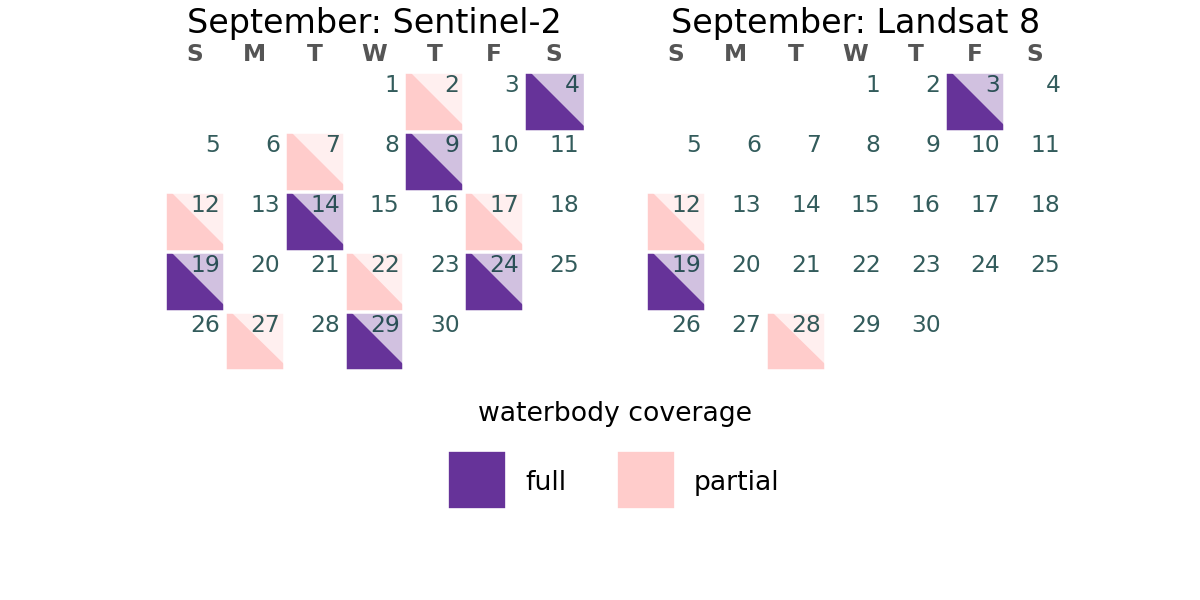 September: Sentinel-2
S M T W T F S
1 2 3 4
5 6 7 8 9 10 11
12 13 14 15 16 17 18
19 20 21 22 23 24 25
26 27 28 29 30
September: Landsat 8
S M T W T F S
1 2 3 4
5 6 7 8 9 10 11
12 13 14 15 16 17 18
19 20 21 22 23 24 25
26 27 28 29 30
waterbody coverage
full partial